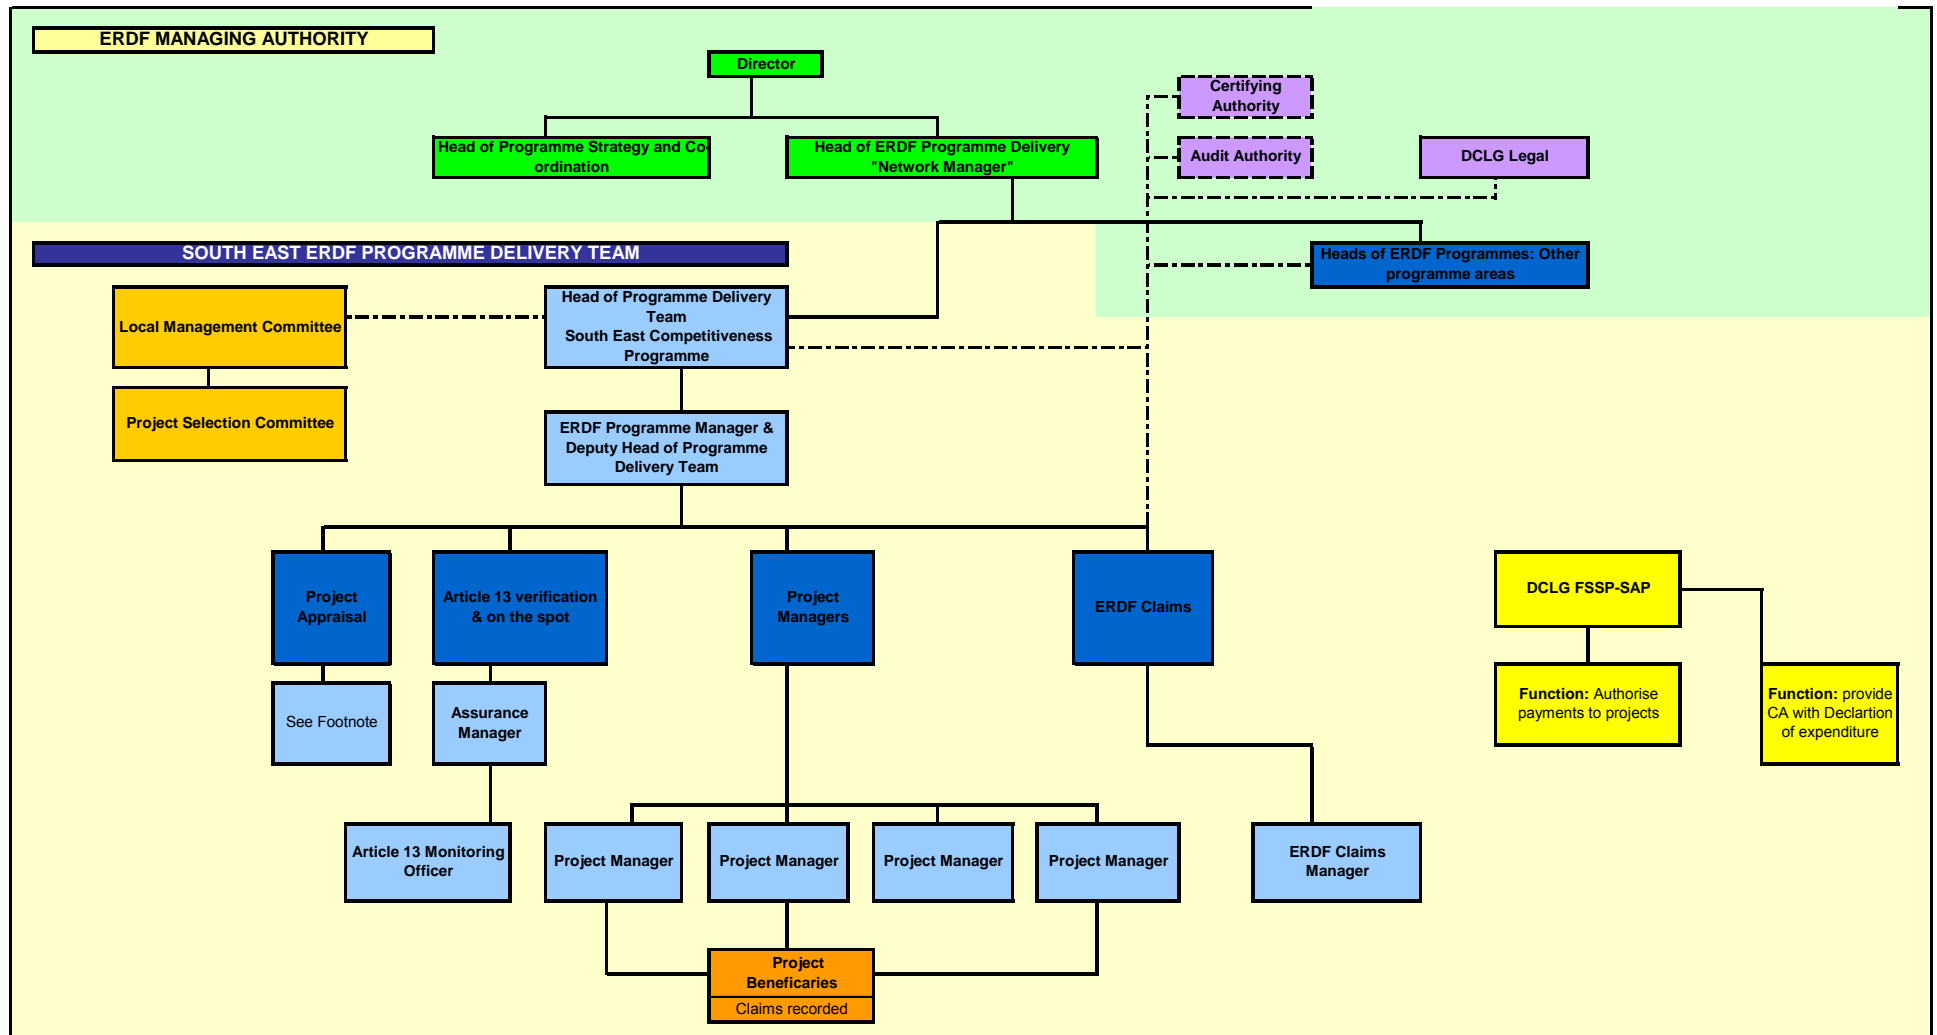 ERDF MANAGING AUTHORITY
Director
Certifying
Authority
Head of Programme Strategy and Co-
ordination
Head of ERDF Programme Delivery
"Network Manager"
Audit Authority
DCLG Legal
SOUTH EAST ERDF PROGRAMME DELIVERY TEAM
Heads of ERDF Programmes: Other
programme areas
Local Management Committee
Head of Programme Delivery
Team
South East Competitiveness
Programme
Project Selection Committee
ERDF Programme Manager &
Deputy Head of Programme
Delivery Team
Project
Appraisal
Article 13 verification
& on the spot
Project
Managers
ERDF Claims
DCLG FSSP-SAP
See Footnote
Assurance
Manager
Function: Authorise
payments to projects
Function: provide
CA with Declartion
of expenditure
Article 13 Monitoring
Officer
Project Manager
Project Manager
Project Manager
Project Manager
ERDF Claims
Manager
Project
Beneficaries
Claims recorded